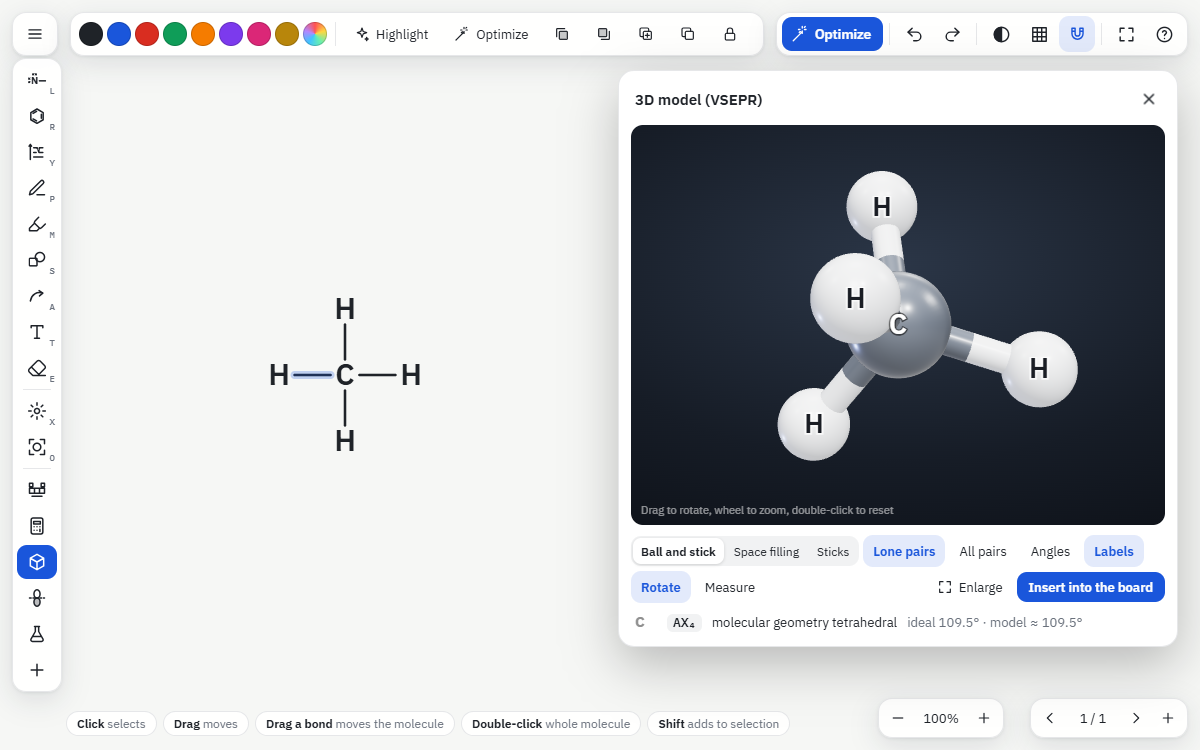 Highlight
Optimize
Optimize
N
L
R
Y
P
M
S
A
T
T
E
X
O
H
H C H
H
3D model (VSEPR)
H
H
C
H
H
Drag to rotate, wheel to zoom, double-click to reset
Ball and stick Space filling Sticks Lone pairs All pairs Angles Labels
Rotate Measure Enlarge Insert into the board
C AX₄ molecular geometry tetrahedral ideal 109.5° · model ≈ 109.5°
Click selects Drag moves Drag a bond moves the molecule Double-click whole molecule Shift adds to selection
100%
1 / 1